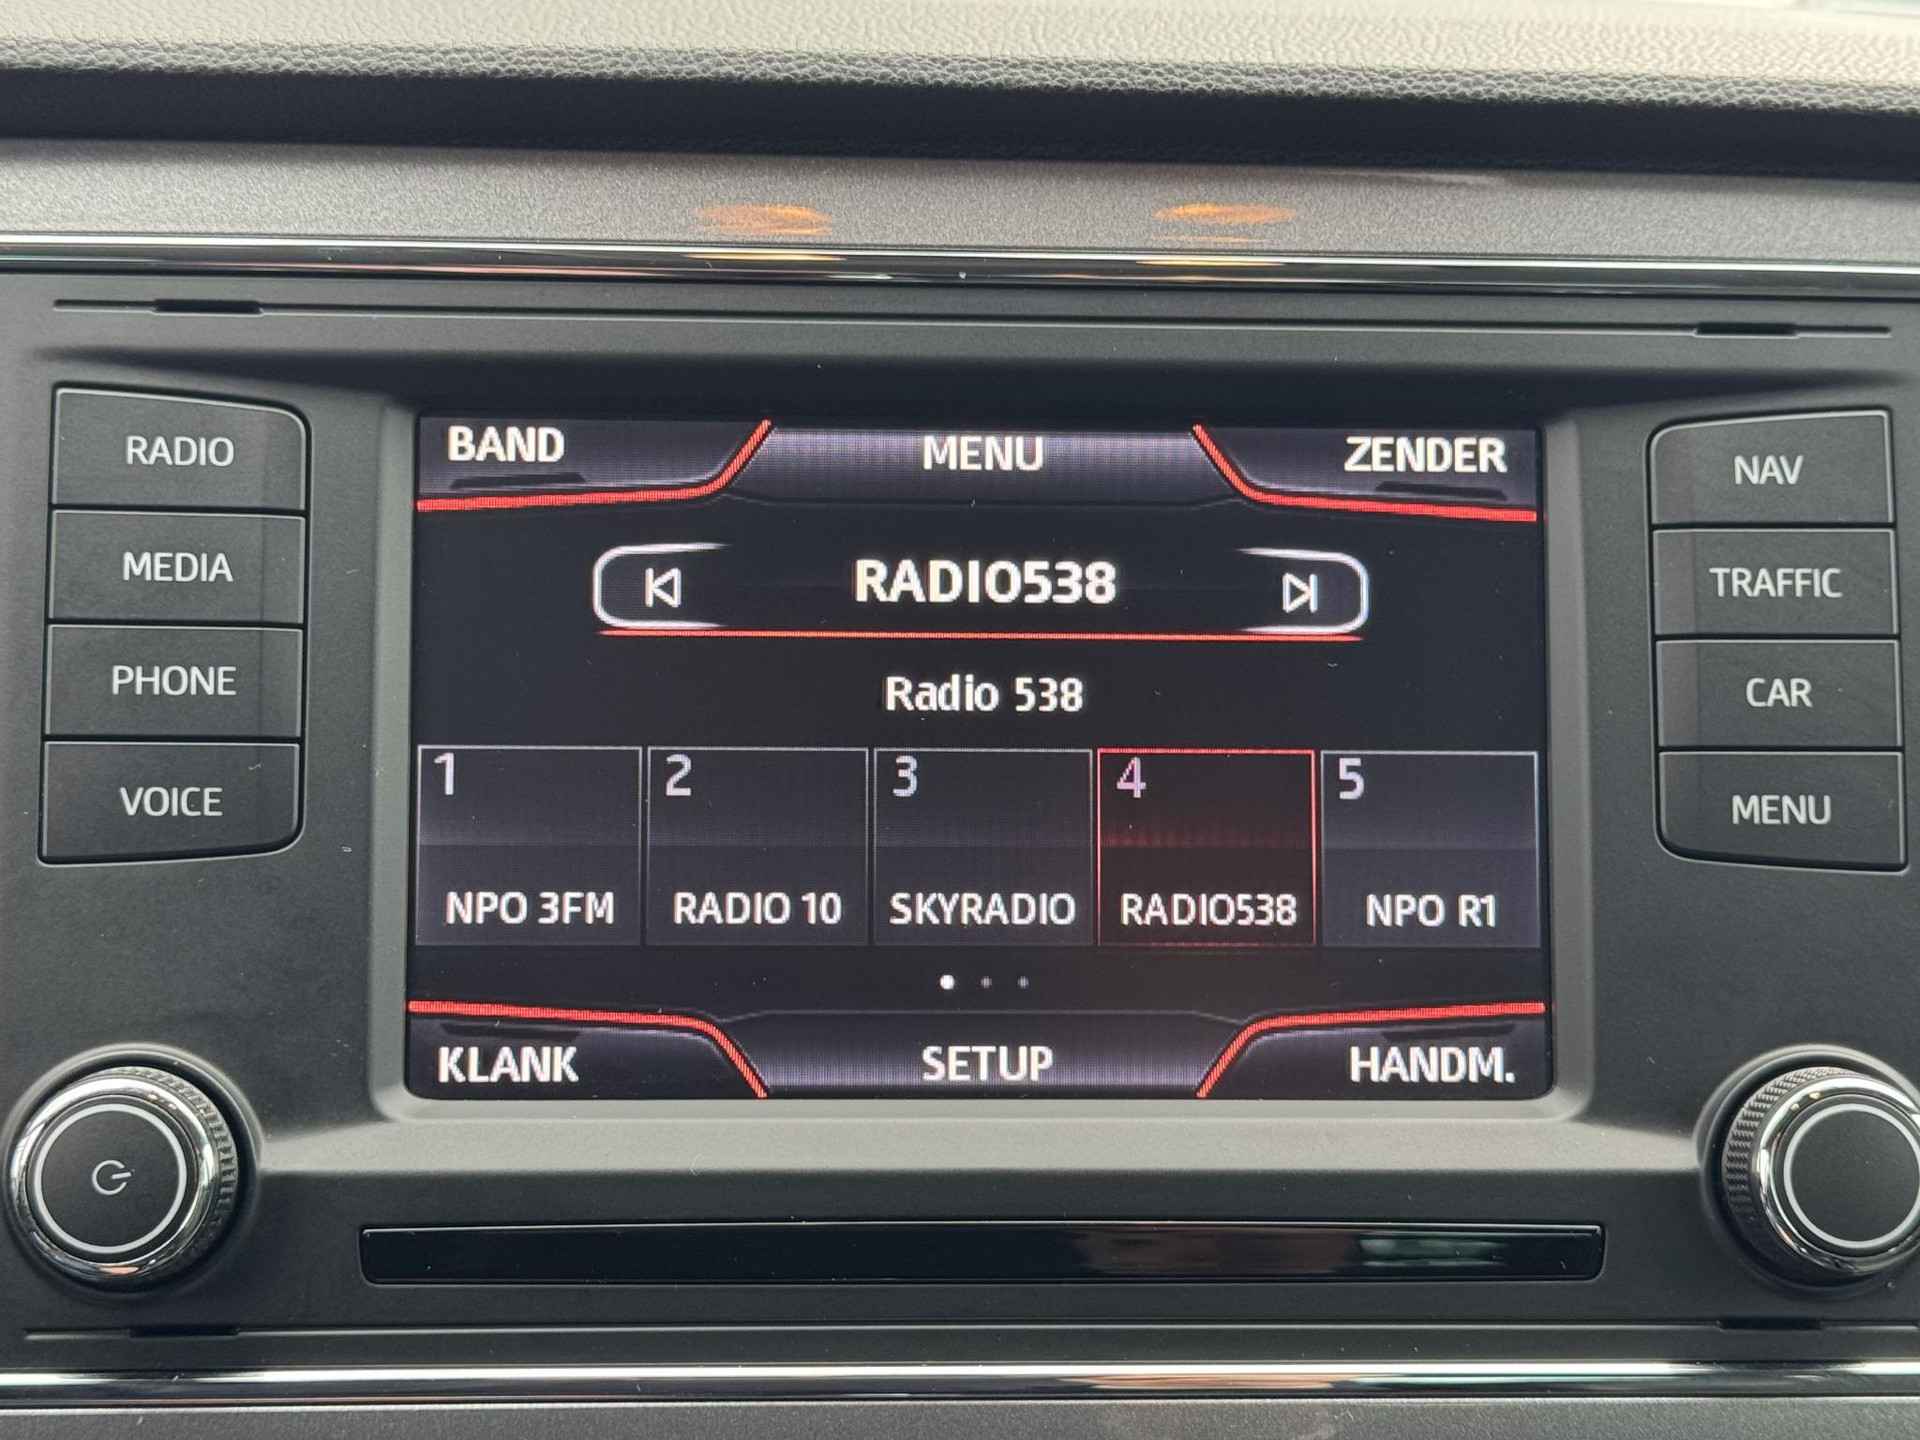 RADIO
MEDIA
PHONE
VOICE
BAND MENU ZENDER
RADIO538
Radio 538
1 2 3 4 5
NPO 3FM RADIO 10 SKYRADIO RADIO538 NPO R1
KLANK SETUP HANDM.
NAV
TRAFFIC
CAR
MENU